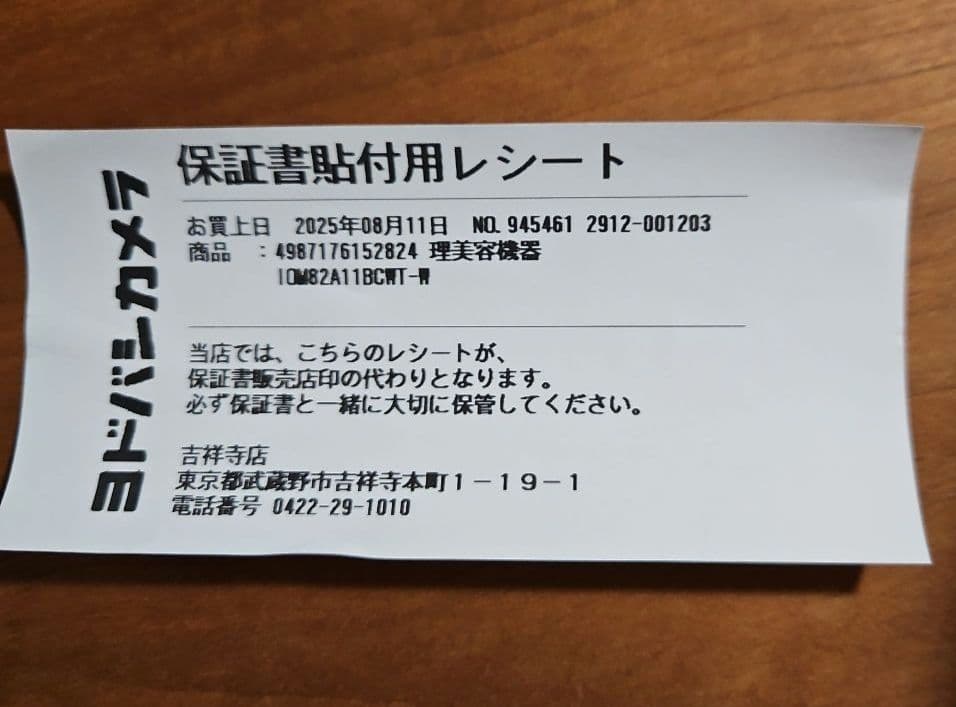 ヨドバシカメラ
保証書貼付用レシート
お買上日 2025年08月11日 NO. 945461 2912-001203
商品 : 4987176152824 理美容機器
IOM82A11BCWT-W
当店では、こちらのレシートが、
保証書販売店印の代わりとなります。
必ず保証書と一緒に大切に保管してください。
吉祥寺店
東京都武蔵野市吉祥寺本町1-19-1
電話番号 0422-29-1010